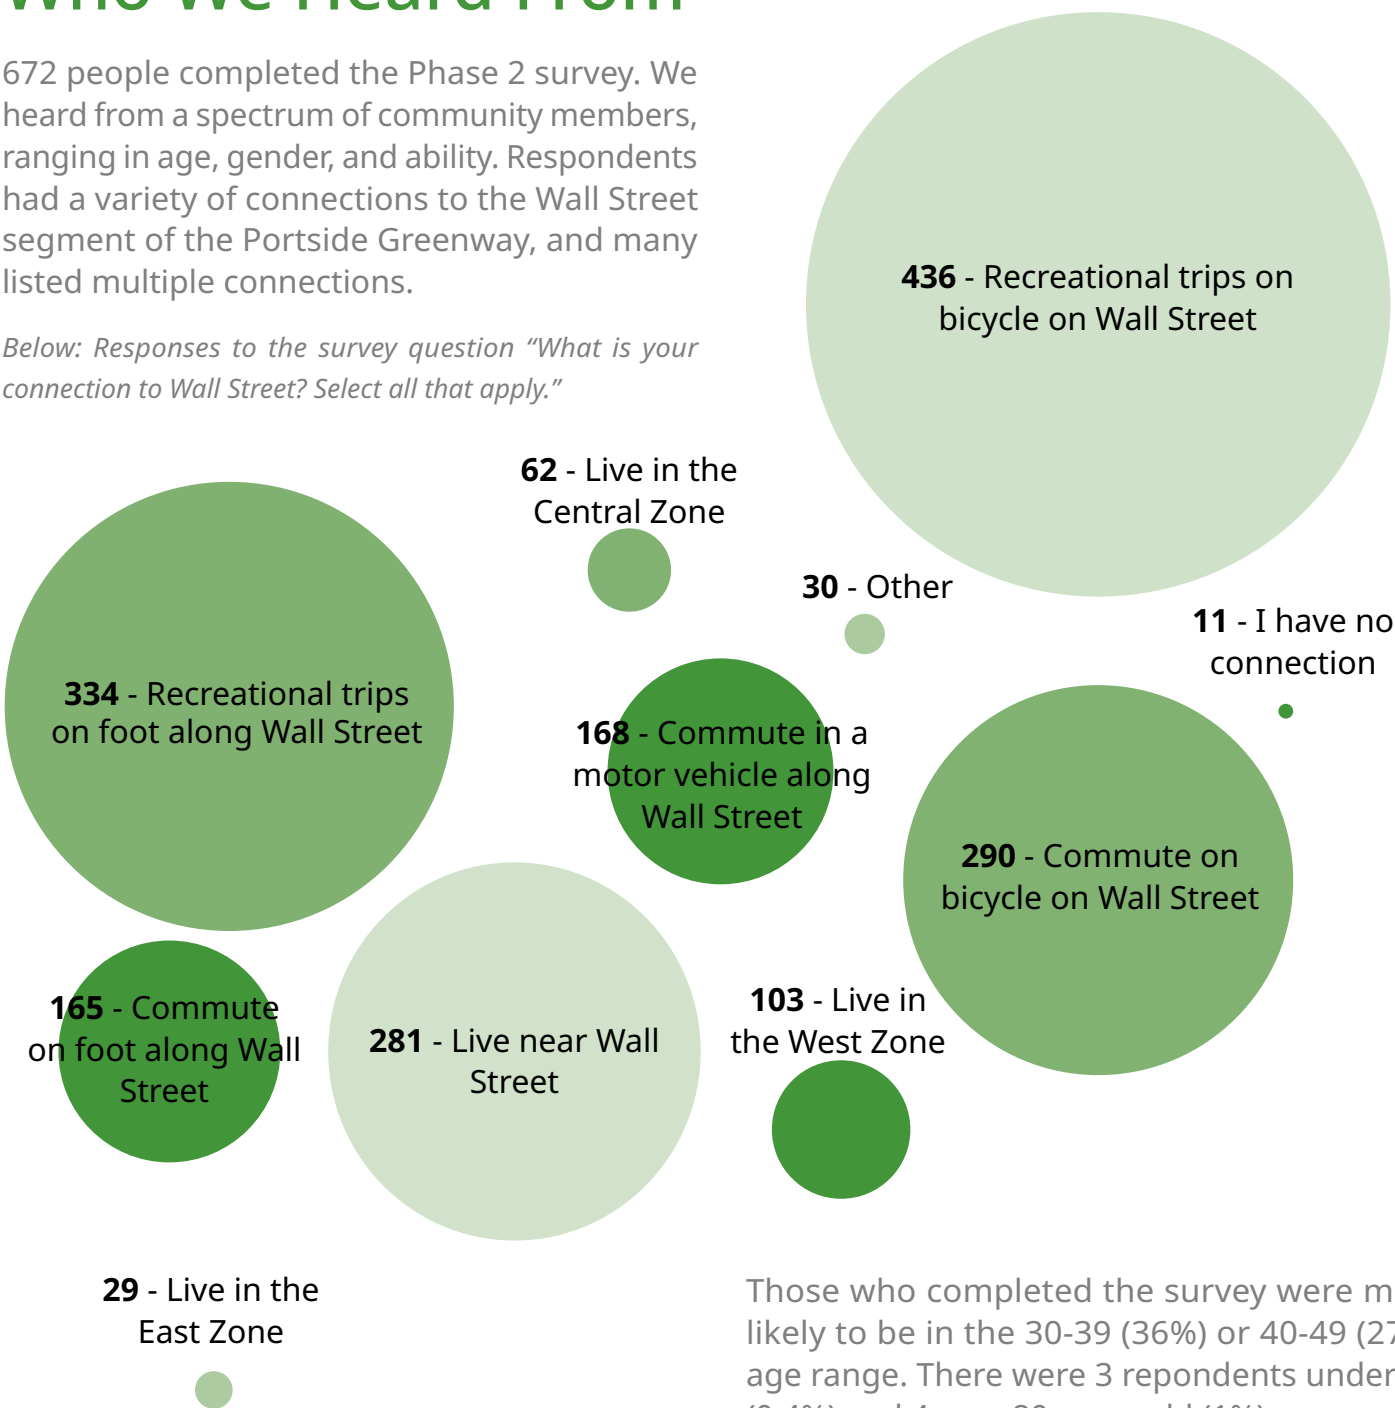 Who We Heard From
672 people completed the Phase 2 survey. We
heard from a spectrum of community members,
ranging in age, gender, and ability. Respondents
had a variety of connections to the Wall Street
segment of the Portside Greenway, and many
listed multiple connections.
Below: Responses to the survey question “What is your
connection to Wall Street? Select all that apply.”
436 - Recreational trips on
bicycle on Wall Street
62 - Live in the
Central Zone
30 - Other
11 - I have no
connection
334 - Recreational trips
on foot along Wall Street
168 - Commute in a
motor vehicle along
Wall Street
290 - Commute on
bicycle on Wall Street
165 - Commute
on foot along Wall
Street
281 - Live near Wall
Street
103 - Live in
the West Zone
29 - Live in the
East Zone
Those who completed the survey were m
likely to be in the 30-39 (36%) or 40-49 (27
age range. There were 3 repondents under